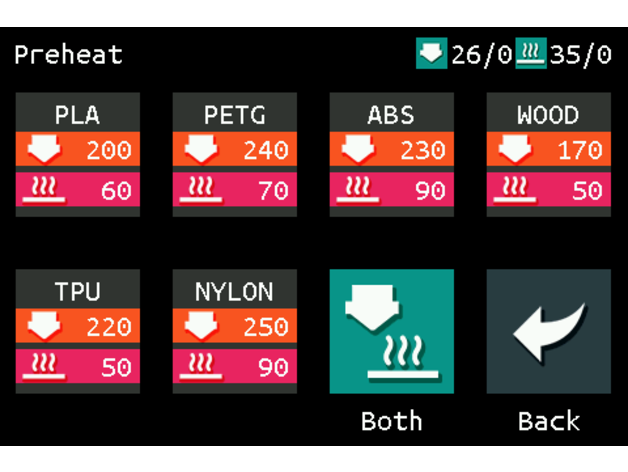 Preheat 26/0 35/0
PLA PETG ABS WOOD
200 240 230 170
60 70 90 50
TPU NYLON
220 250
50 90
Both Back